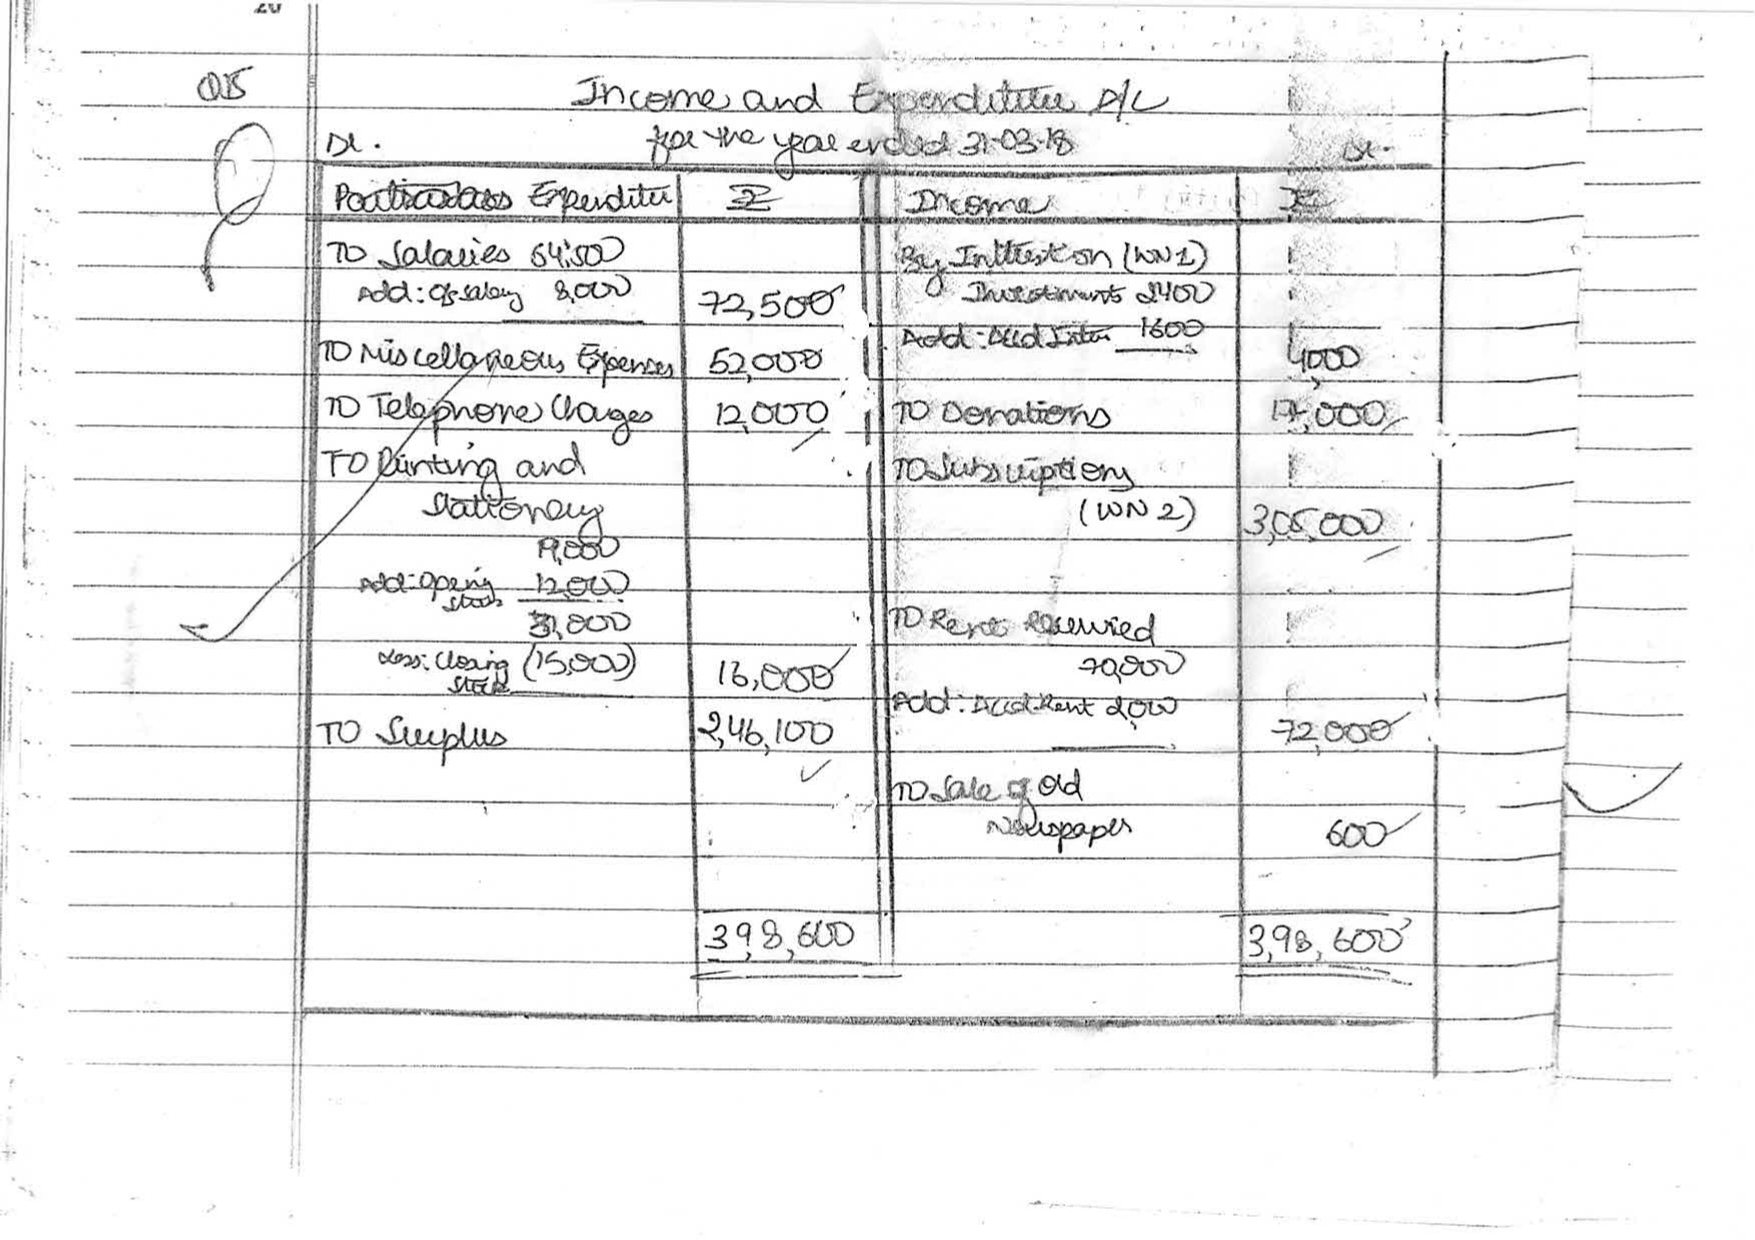 20
Q15
Income and Expenditure A/C
for the year ended 31-03-18
Dr.
Expenditure ₹ Income ₹
TO Salaries 64,500
Add: O/s salary 8,000 72,500
TO Miscellaneous Expenses 52,000
TO Telephone Charges 12,000
TO Printing and
Stationery
19,000
Add: Opening 12,000
Stock
31,000
Less: Closing (15,000) 16,000
Stock
TO Surplus 2,46,100
3,98,600
By Interest on (WN 1)
Investments 2400
Add: Accd Inter 1600
4,000
TO Donations 17,000
TO Subscriptions
(WN 2) 3,05,000
TO Rent Received
70,000
Add: Accd. Rent 2,000
72,000
TO Sale of Old
Newspaper 600
3,98,600